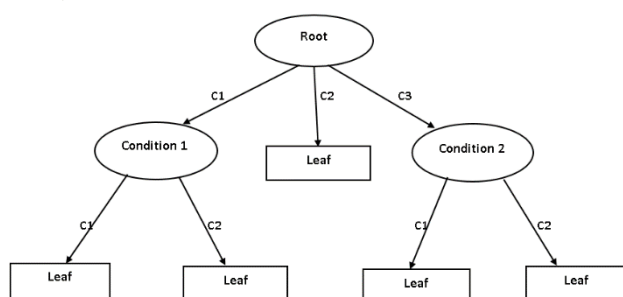 Root
C1
C2
C3
Condition 1
Leaf
Condition 2
C1
C2
C1
C2
Leaf
Leaf
Leaf
Leaf